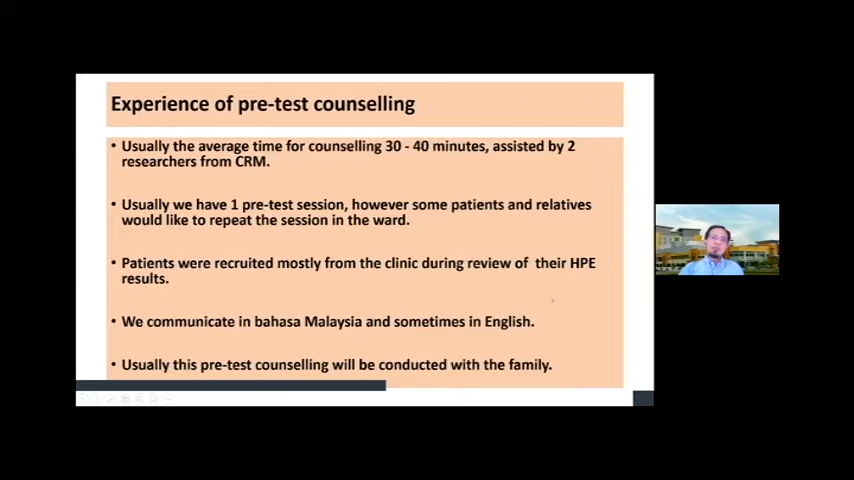 Experience of pre-test counselling
• Usually the average time for counselling 30 - 40 minutes, assisted by 2
researchers from CRM.
• Usually we have 1 pre-test session, however some patients and relatives
would like to repeat the session in the ward.
• Patients were recruited mostly from the clinic during review of their HPE
results.
• We communicate in bahasa Malaysia and sometimes in English.
• Usually this pre-test counselling will be conducted with the family.